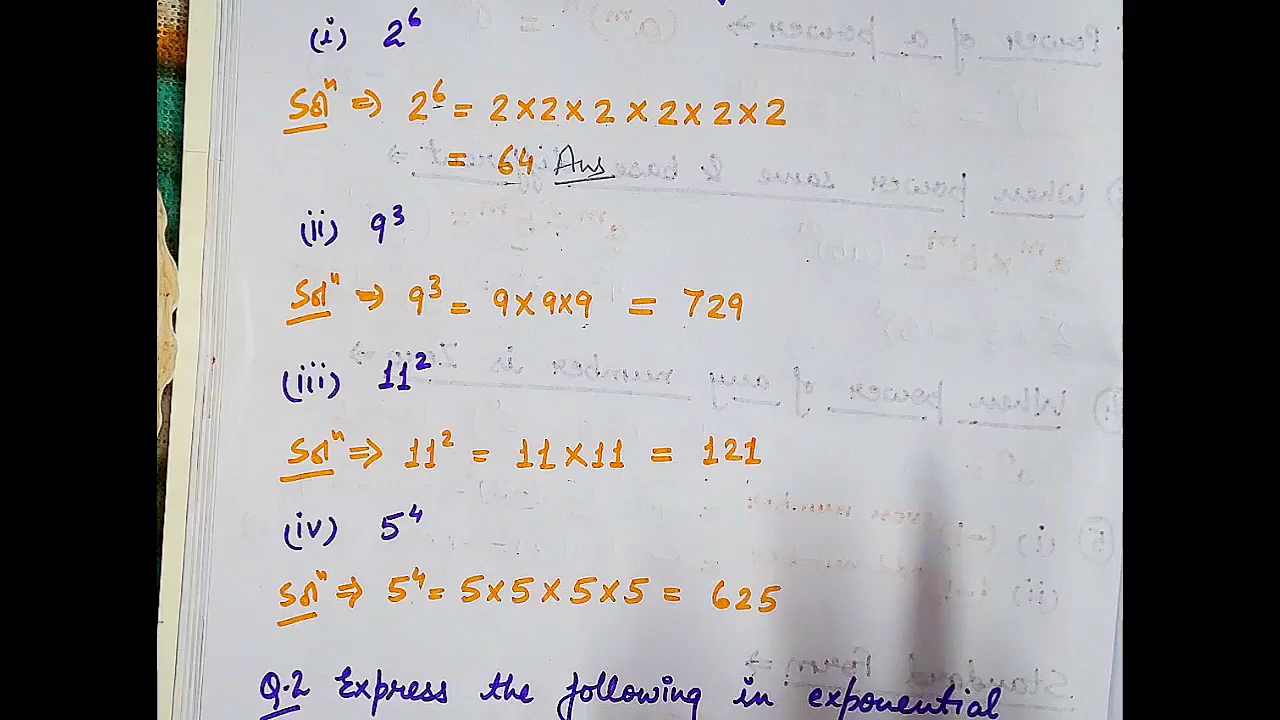 (i) 2⁶
Solⁿ ⇒ 2⁶ = 2×2×2×2×2×2
= 64 Ans
(ii) 9³
Solⁿ ⇒ 9³ = 9×9×9 = 729
(iii) 11²
Solⁿ ⇒ 11² = 11×11 = 121
(iv) 5⁴
Solⁿ ⇒ 5⁴ = 5×5×5×5 = 625
Q.2 Express the following in exponential